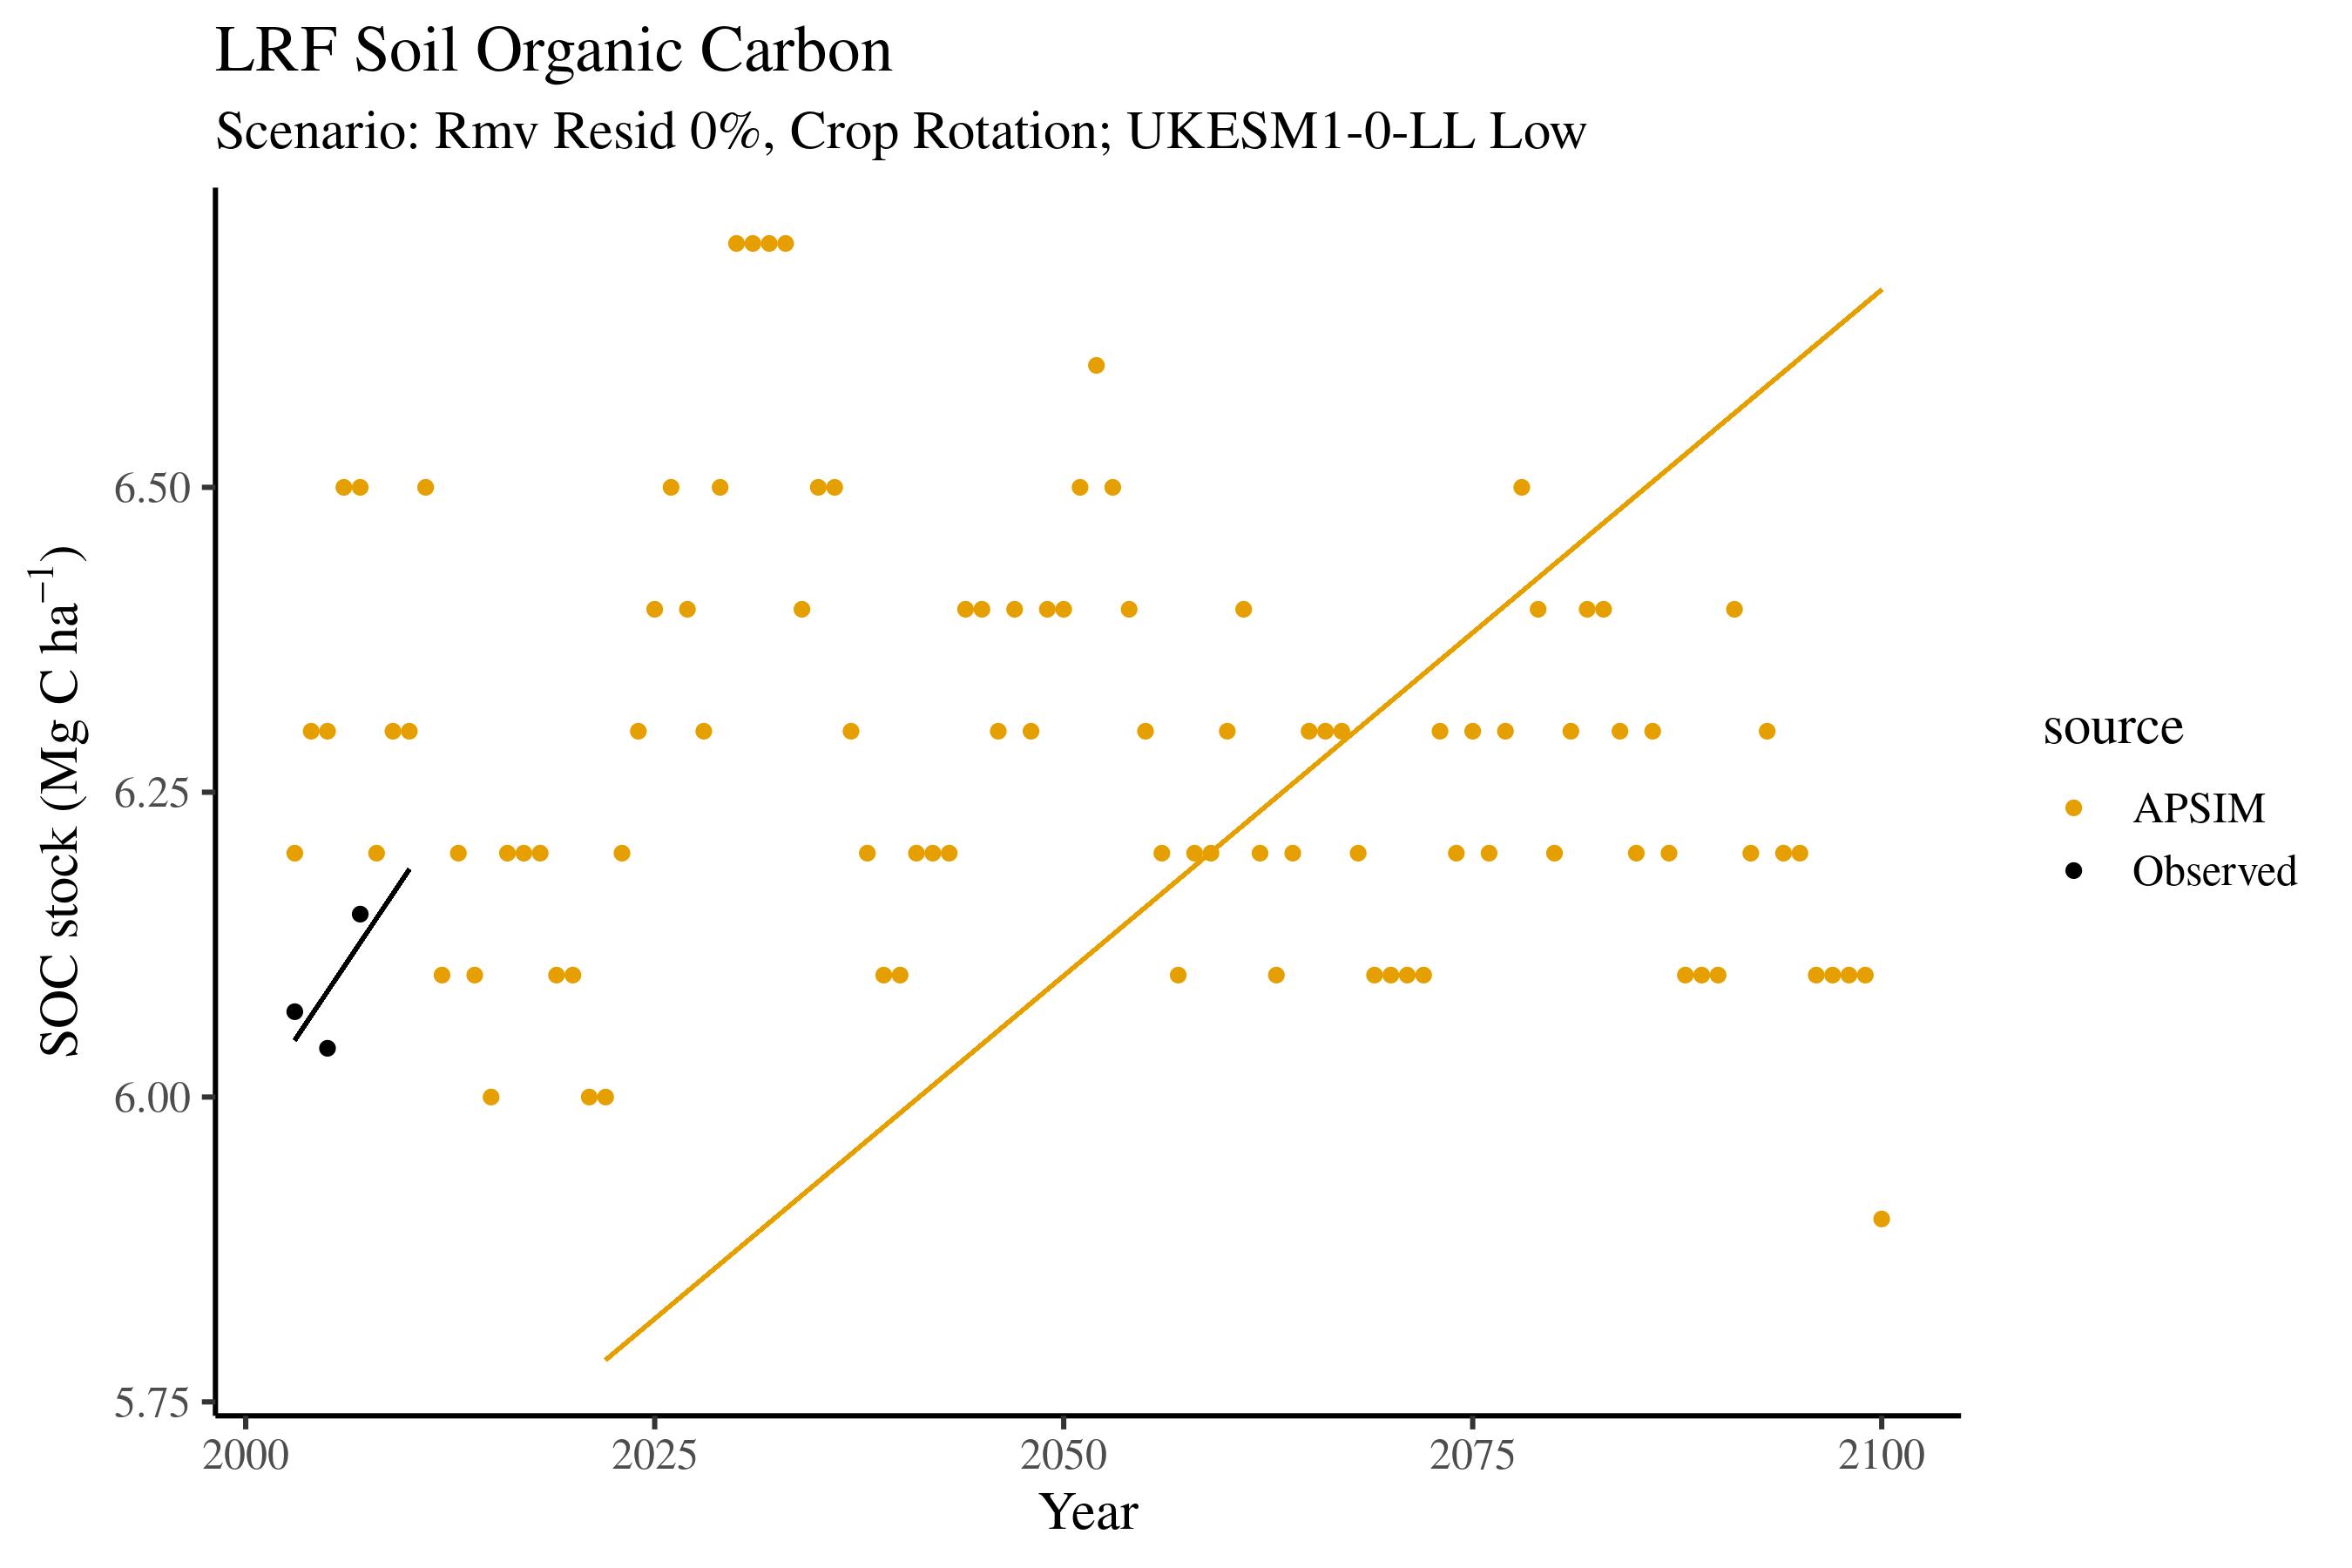 LRF Soil Organic Carbon
Scenario: Rmv Resid 0%, Crop Rotation; UKESM1-0-LL Low
SOC stock (Mg C ha⁻¹)
6.50
6.25
6.00
5.75
2000 2025 2050 2075 2100
Year
source
APSIM
Observed